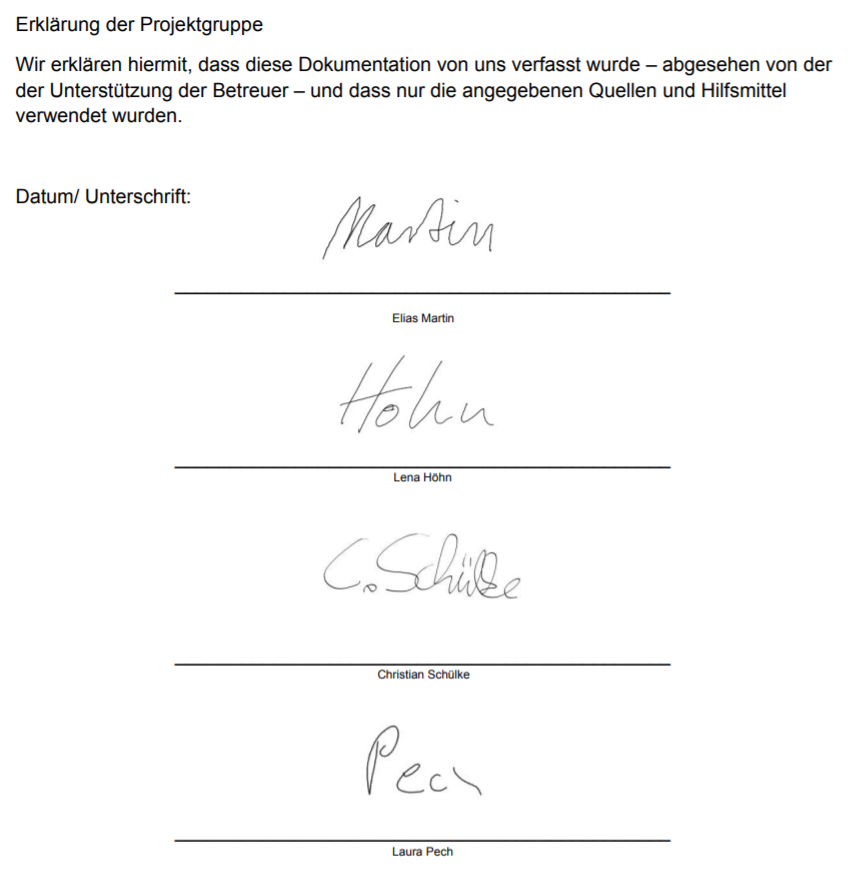 Erklärung der Projektgruppe
Wir erklären hiermit, dass diese Dokumentation von uns verfasst wurde – abgesehen von der
der Unterstützung der Betreuer – und dass nur die angegebenen Quellen und Hilfsmittel
verwendet wurden.
Datum/ Unterschrift:
Martin
Elias Martin
Hohn
Lena Höhn
C. Schülke
Christian Schülke
Pech
Laura Pech